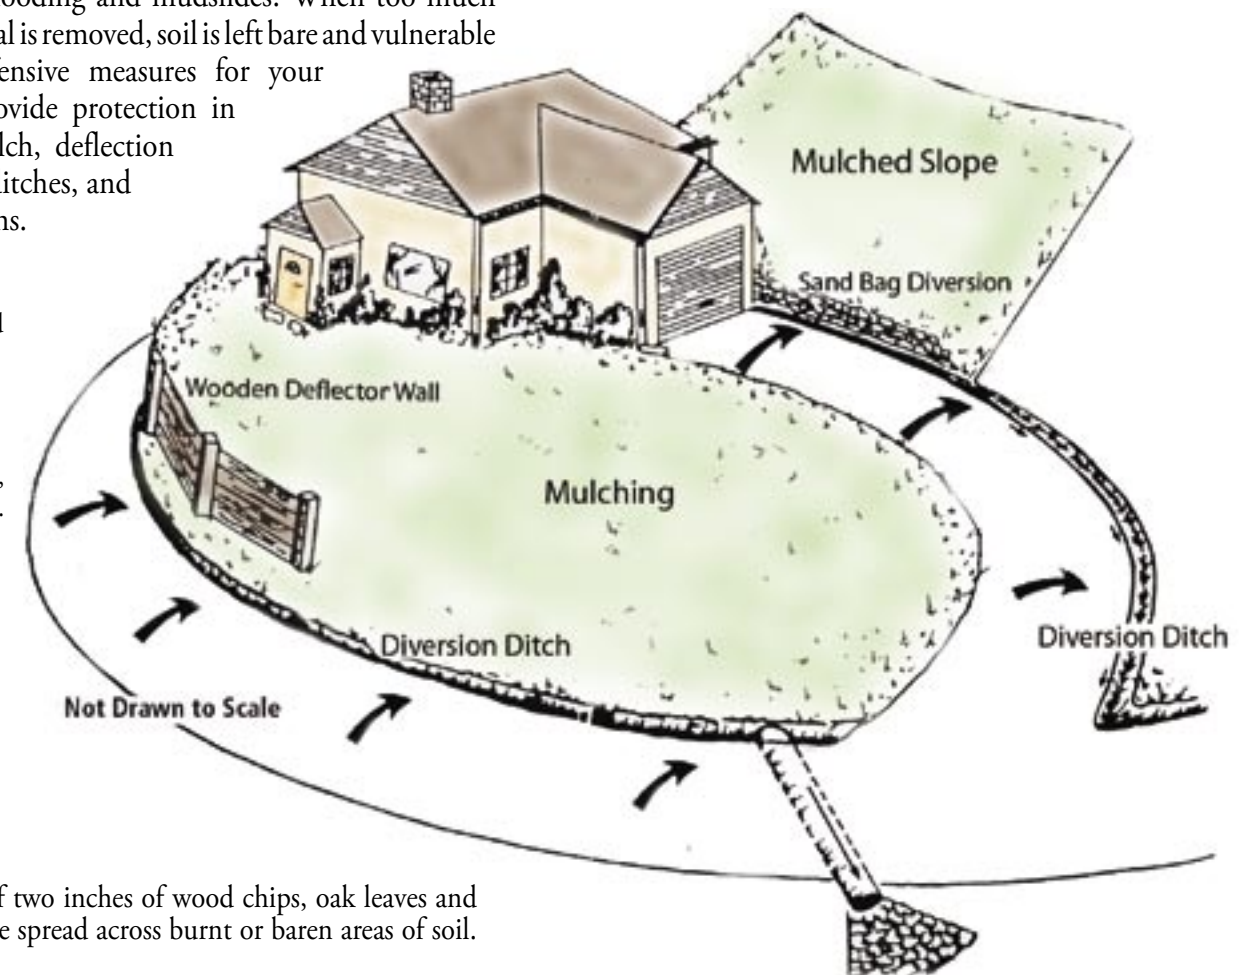 ooding and mudslides. When too much
al is removed, soil is left bare and vulnerable
ensive measures for your
ovide protection in
lch, deflection
itches, and
ns.
Mulched Slope
Sand Bag Diversion
Wooden Deflector Wall
Mulching
Diversion Ditch
Diversion Ditch
Not Drawn to Scale
f two inches of wood chips, oak leaves and
e spread across burnt or baren areas of soil.